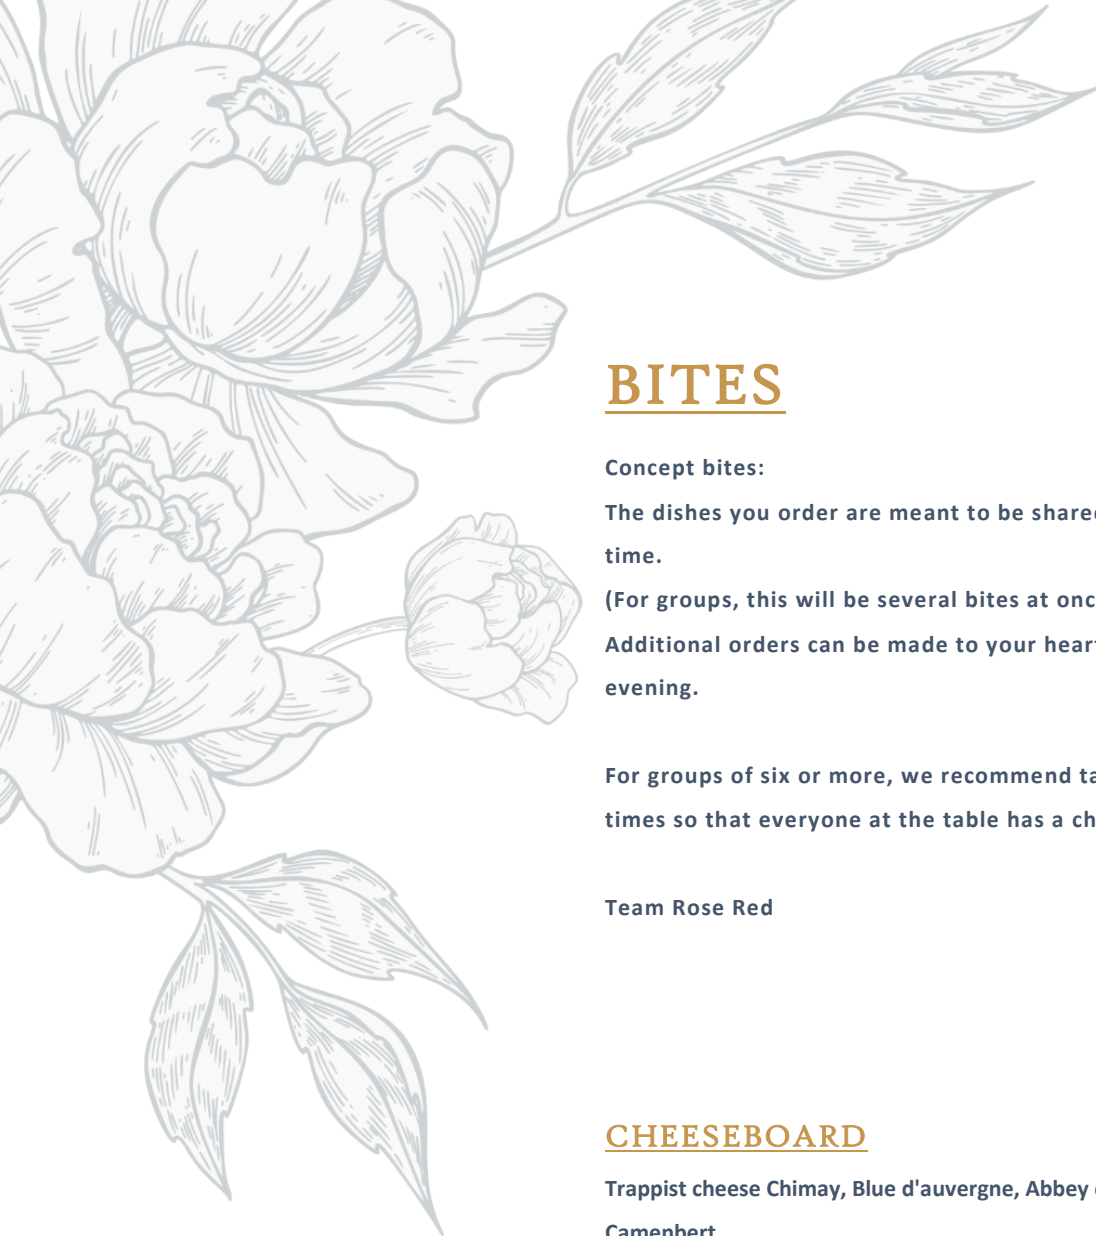 BITES
Concept bites:
The dishes you order are meant to be shared
time.
(For groups, this will be several bites at onc
Additional orders can be made to your hear
evening.
For groups of six or more, we recommend ta
times so that everyone at the table has a ch
Team Rose Red
CHEESEBOARD
Trappist cheese Chimay, Blue d'auvergne, Abbey
Camenbert